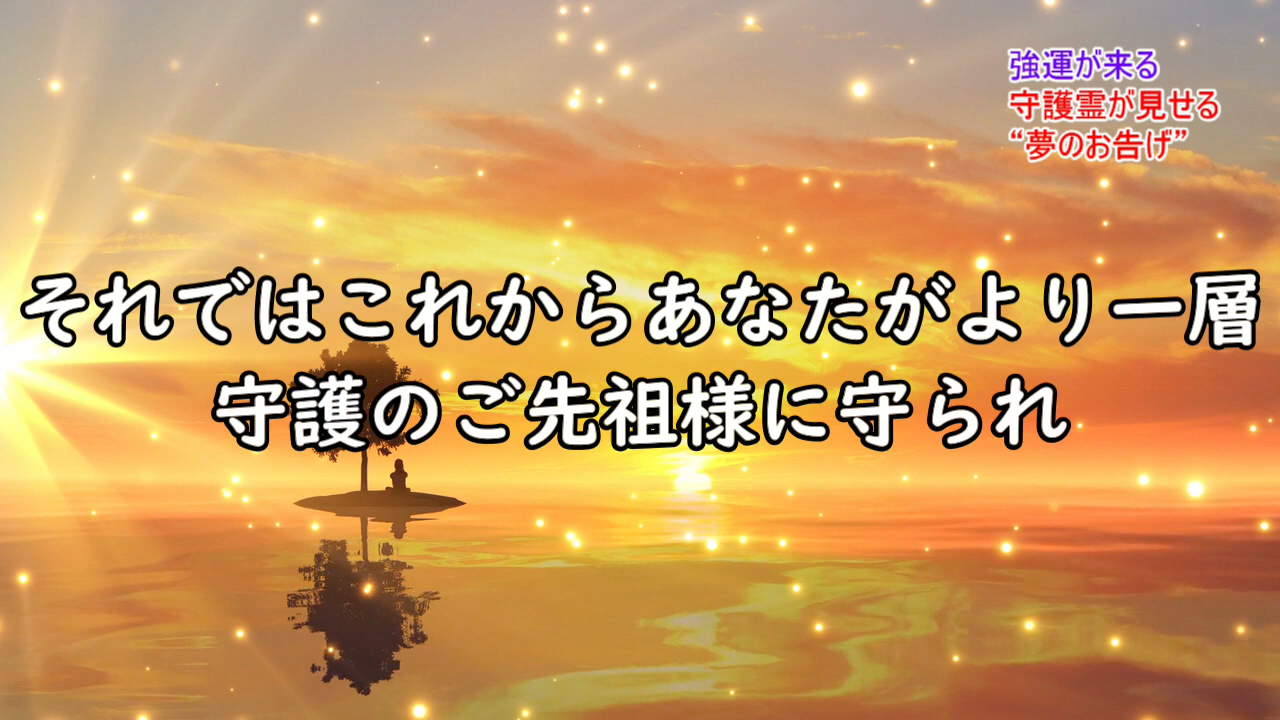 強運が来る
守護霊が見せる
“夢のお告げ”
それではこれからあなたがより一層
守護のご先祖様に守られ